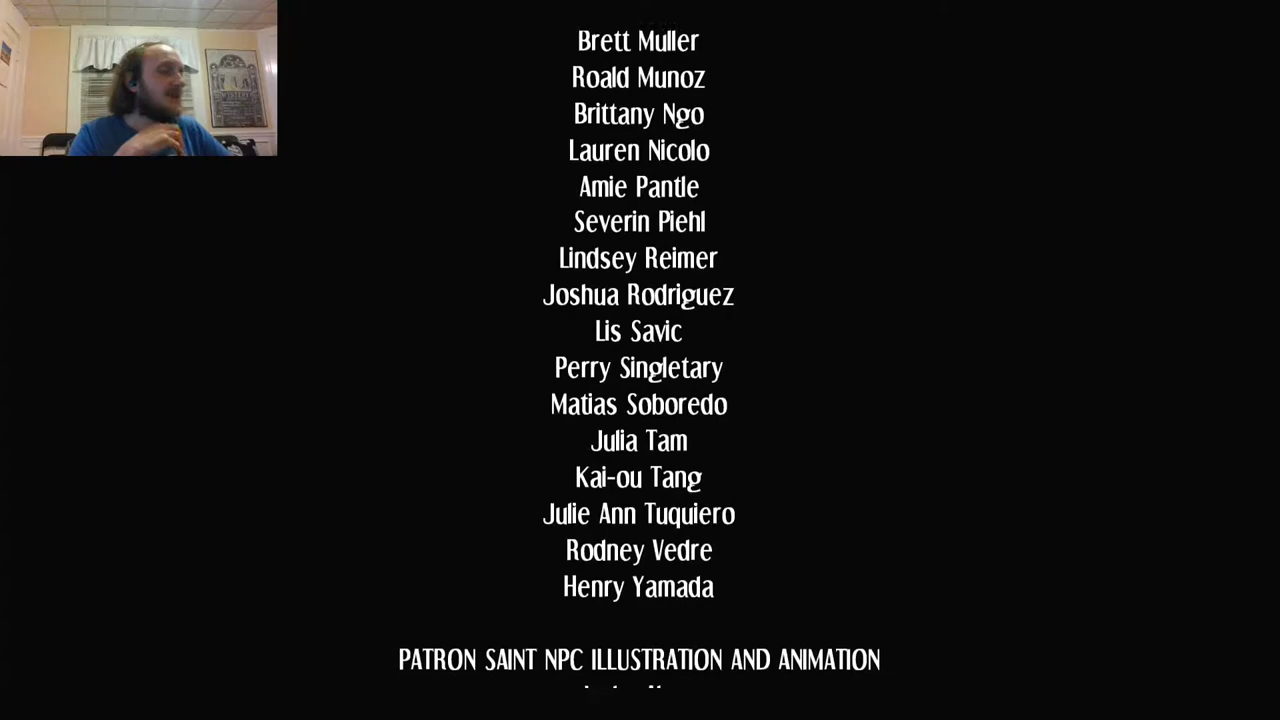 Brett Muller
Roald Munoz
Brittany Ngo
Lauren Nicolo
Amie Pantle
Severin Piehl
Lindsey Reimer
Joshua Rodriguez
Lis Savic
Perry Singletary
Matias Soboredo
Julia Tam
Kai-ou Tang
Julie Ann Tuquiero
Rodney Vedre
Henry Yamada
PATRON SAINT NPC ILLUSTRATION AND ANIMATION